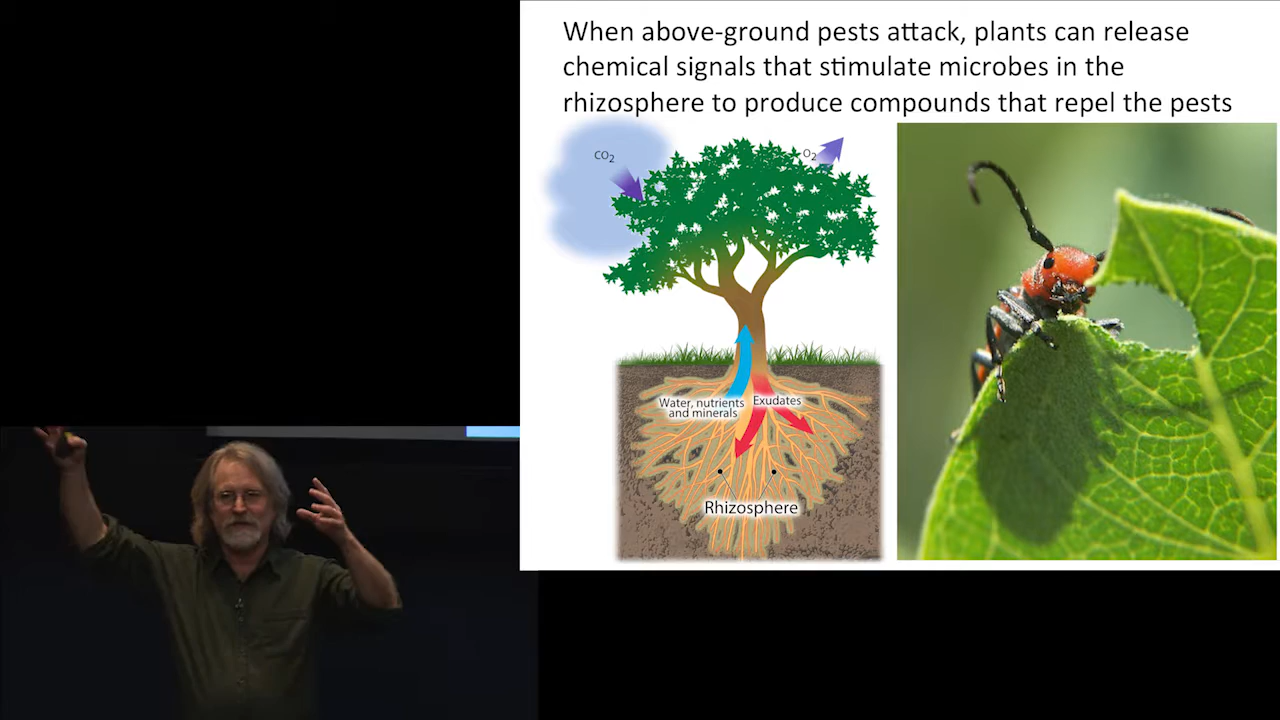 When above-ground pests attack, plants can release
chemical signals that stimulate microbes in the
rhizosphere to produce compounds that repel the pests
CO2
O2
Water, nutrients
and minerals
Exudates
Rhizosphere